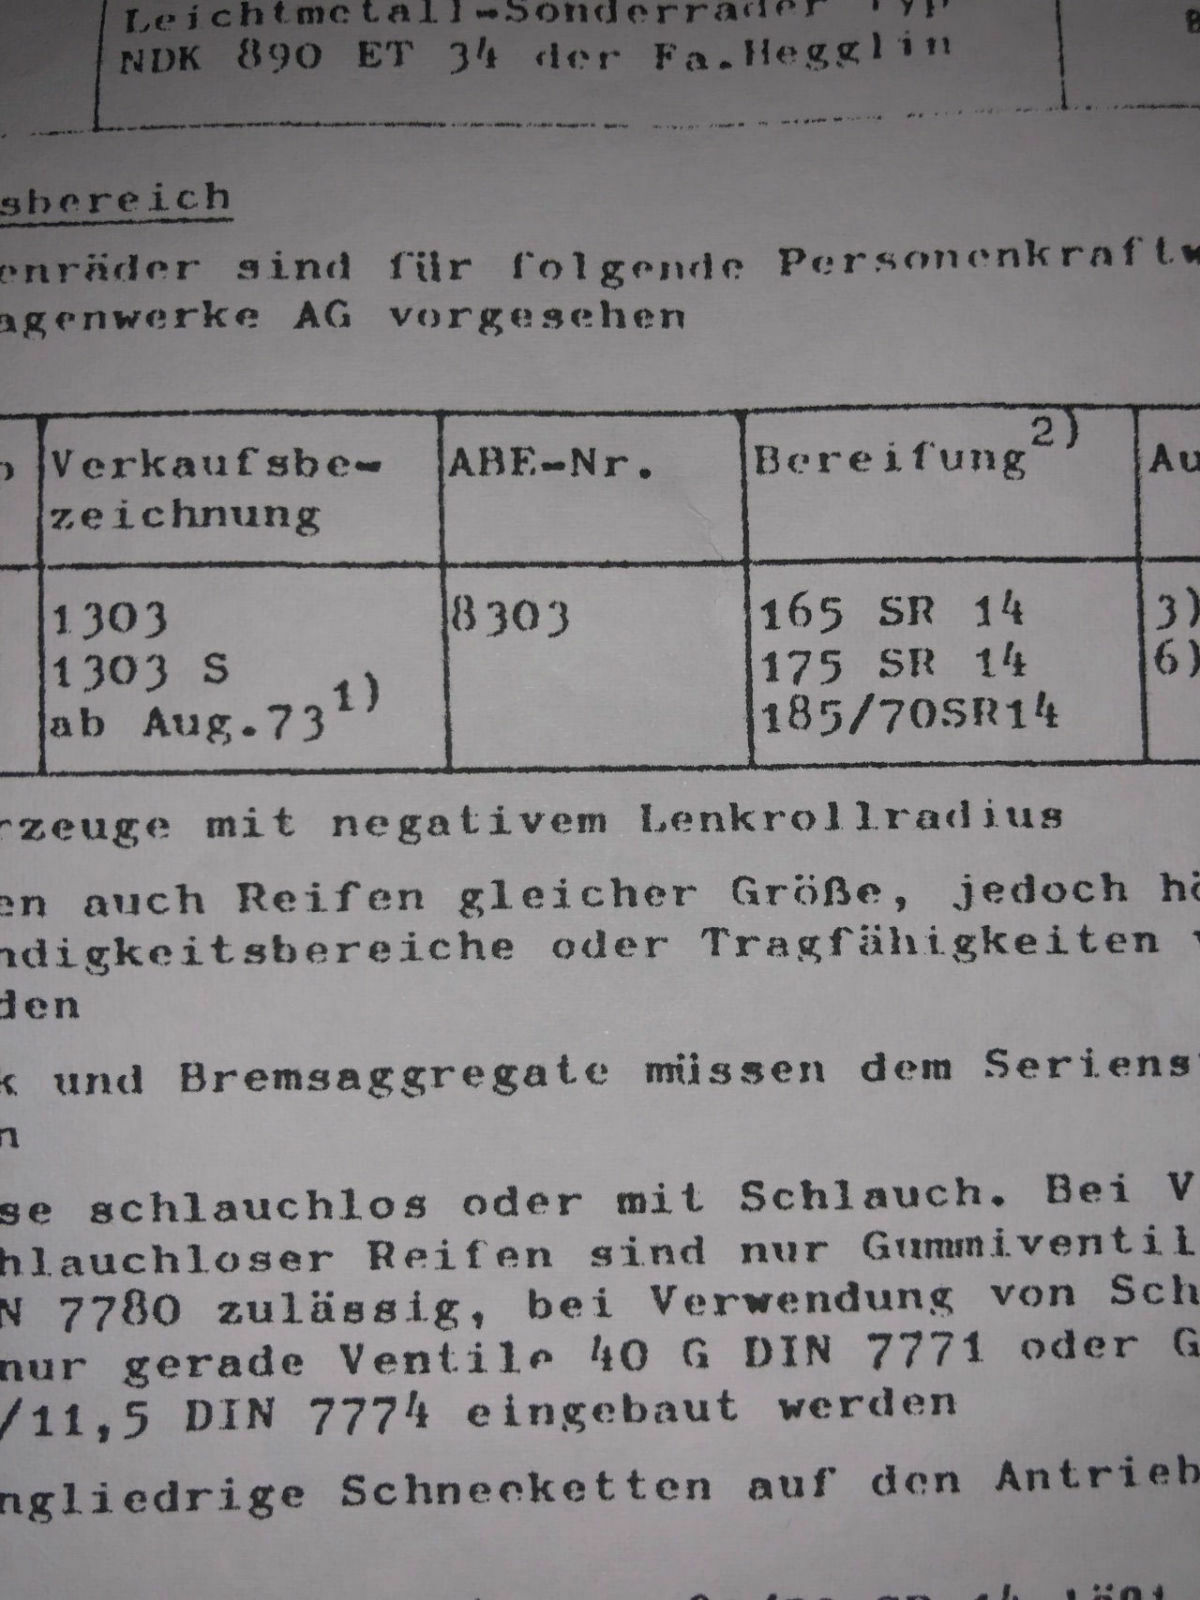 Leichtmetall-Sonderräder Typ
NDK 890 ET 34 der Fa.Hegglin
sbereich
enräder sind für folgende Personenkraftw
agenwerke AG vorgesehen
Verkaufsbe-
zeichnung
ABE-Nr.
Bereifung2)
Au
1303
1303 S
ab Aug.73 1)
8303
165 SR 14
175 SR 14
185/70SR14
3)
6)
rzeuge mit negativem Lenkrollradius
en auch Reifen gleicher Größe, jedoch hö
ndigkeitsbereiche oder Tragfähigkeiten v
den
k und Bremsaggregate müssen dem Serienst
n
se schlauchlos oder mit Schlauch. Bei V
hlauchloser Reifen sind nur Gummiventil
N 7780 zulässig, bei Verwendung von Sch
nur gerade Ventile 40 G DIN 7771 oder G
/11,5 DIN 7774 eingebaut werden
ngliedrige Schneeketten auf den Antrieb